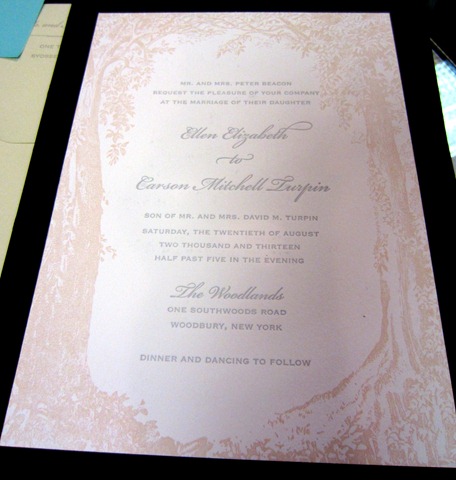 MR. AND MRS. PETER REACON
REQUEST THE PLEASURE OF YOUR COMPANY
AT THE MARRIAGE OF THEIR DAUGHTER
Ellen Elizabeth
to
Carson Mitchell Turpin
SON OF MR. AND MRS. DAVID M. TURPIN
SATURDAY, THE TWENTIETH OF AUGUST
TWO THOUSAND AND THIRTEEN
HALF PAST FIVE IN THE EVENING
The Woodlands
ONE SOUTHWOODS ROAD
WOODBURY, NEW YORK
DINNER AND DANCING TO FOLLOW